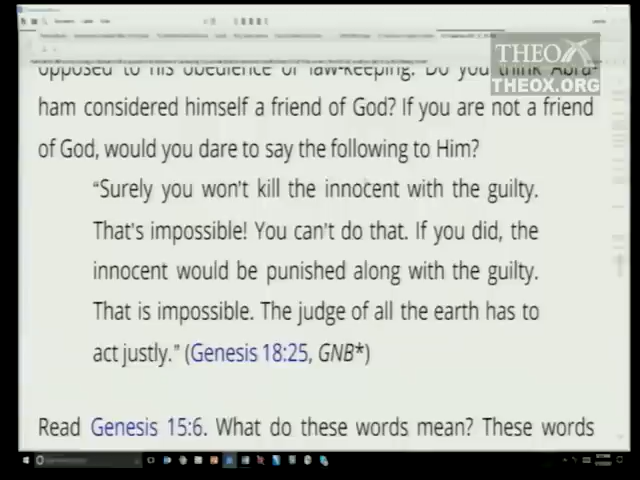 THEOX
THEOX.ORG
opposed to his obedience or law-keeping. Do you think Abra-
ham considered himself a friend of God? If you are not a friend
of God, would you dare to say the following to Him?
“Surely you won't kill the innocent with the guilty.
That's impossible! You can't do that. If you did, the
innocent would be punished along with the guilty.
That is impossible. The judge of all the earth has to
act justly.” (Genesis 18:25, GNB*)
Read Genesis 15:6. What do these words mean? These words